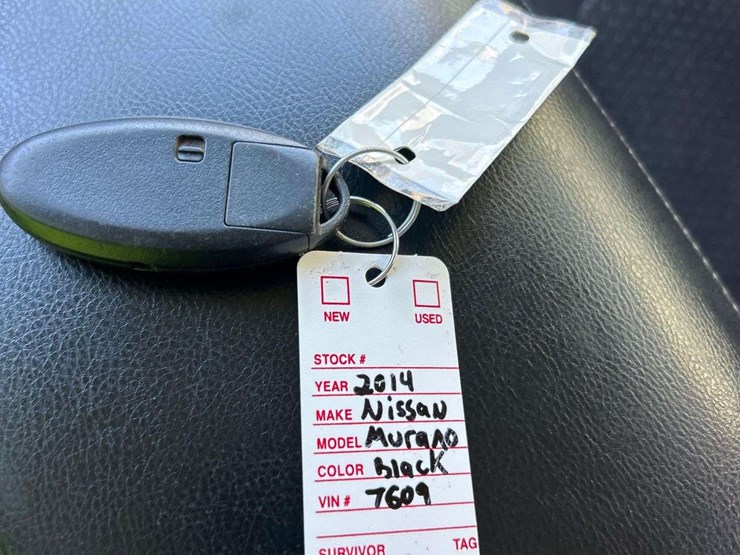 NEW USED
STOCK #
YEAR 2014
MAKE Nissan
MODEL Murano
COLOR Black
VIN # 7609
SURVIVOR TAG